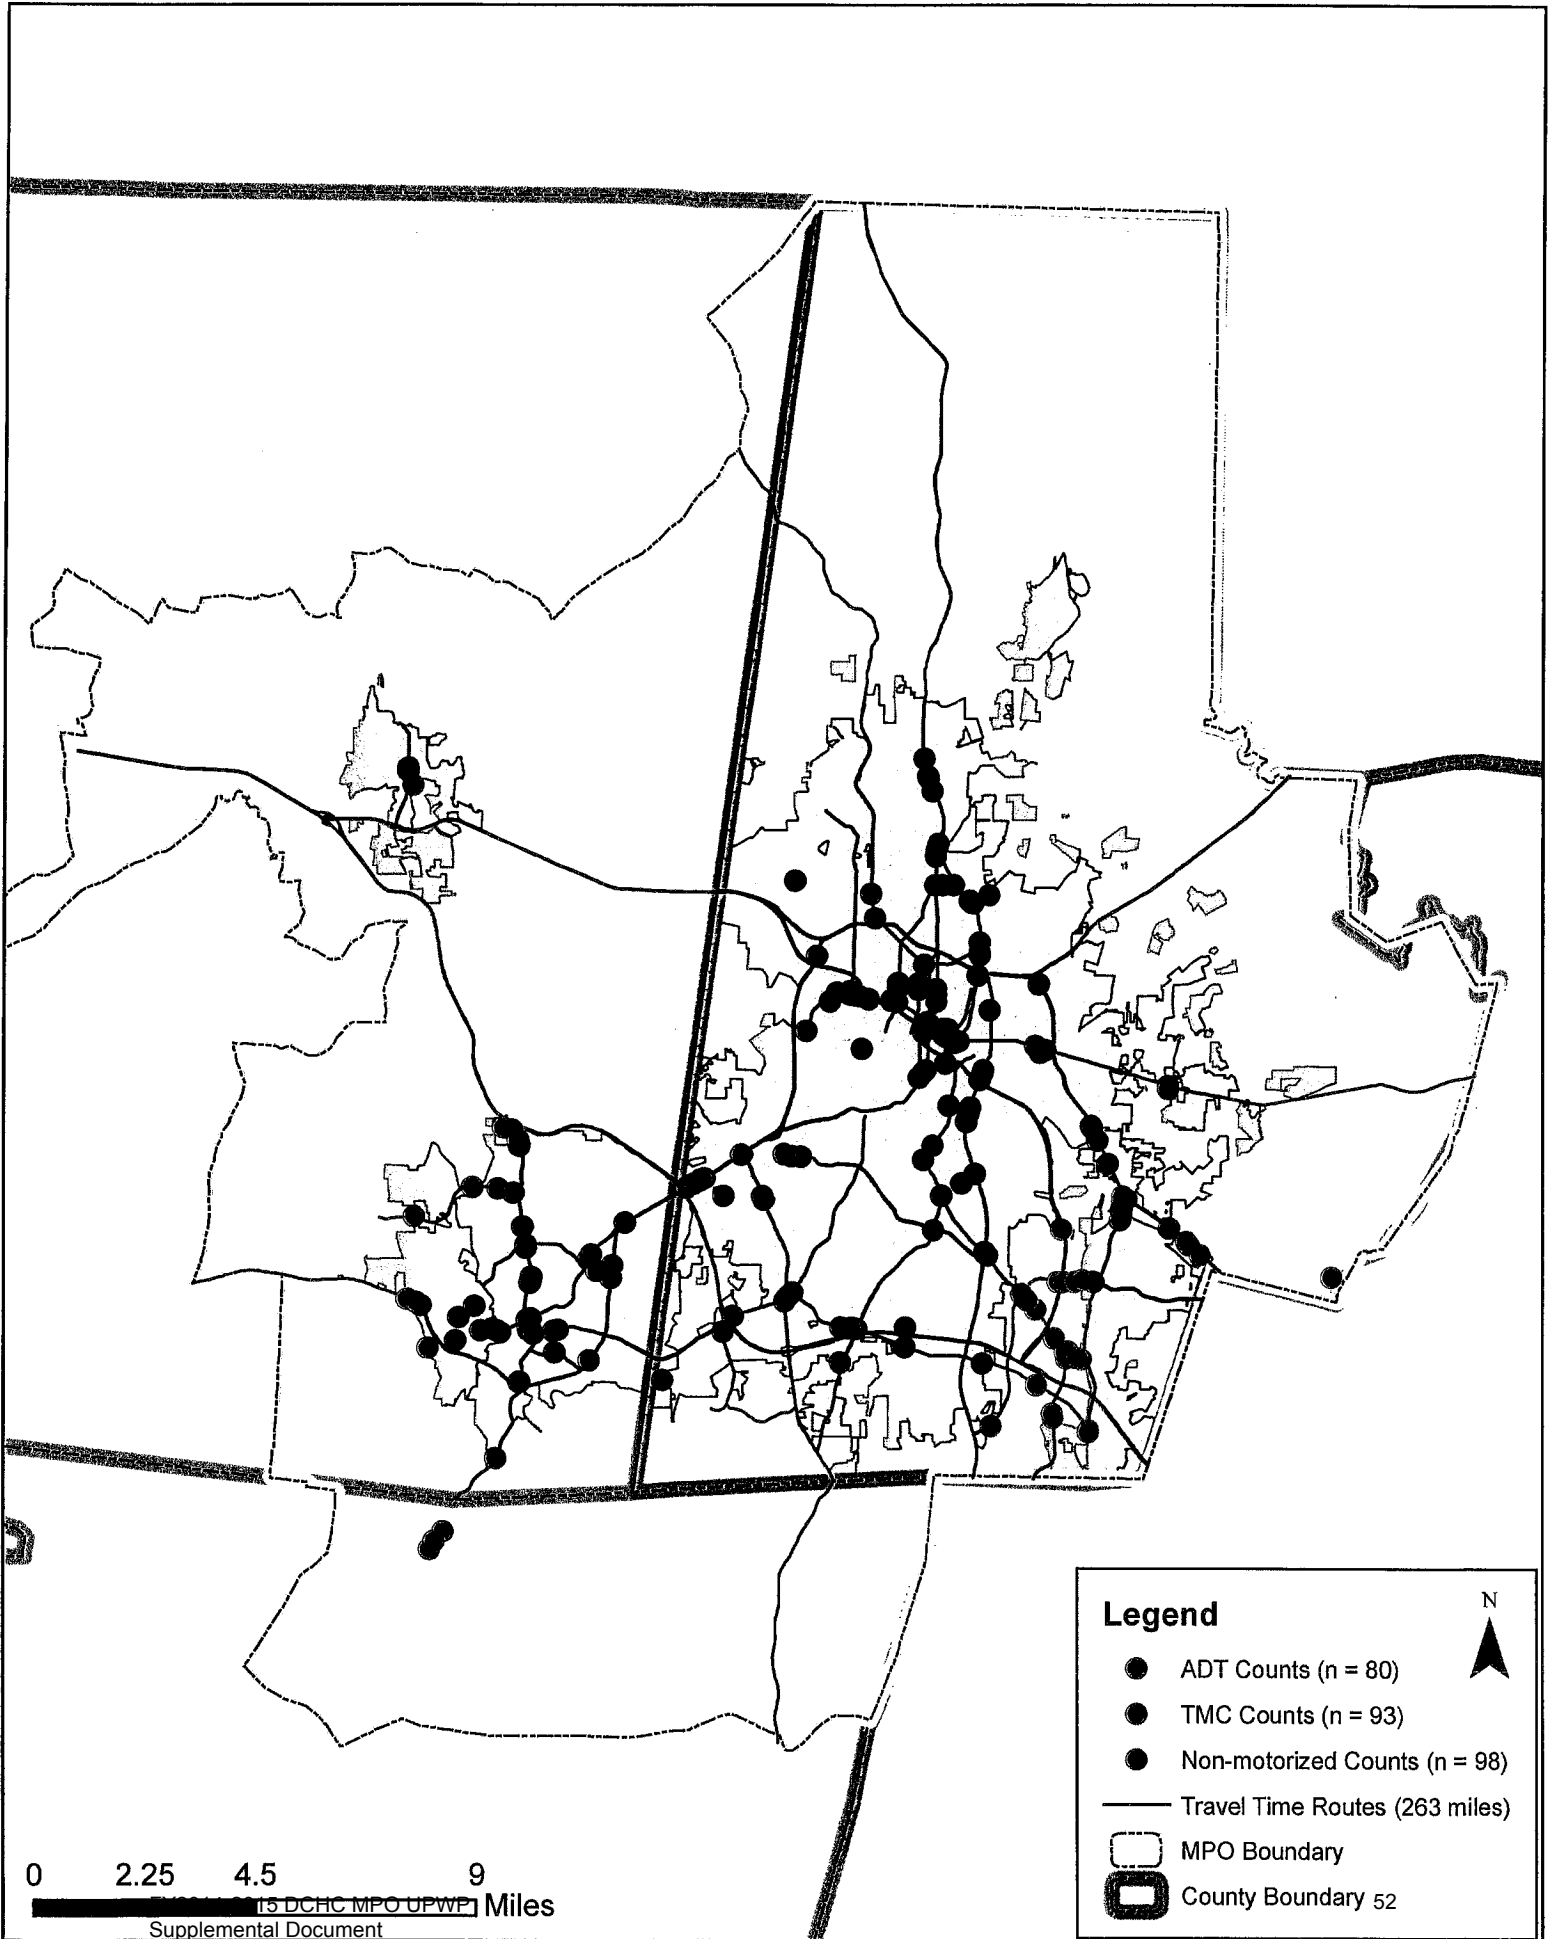 Legend
N
ADT Counts (n = 80)
TMC Counts (n = 93)
Non-motorized Counts (n = 98)
Travel Time Routes (263 miles)
MPO Boundary
County Boundary 52
0 2.25 4.5 9
15 DCHC MPO UPWP Miles
Supplemental Document